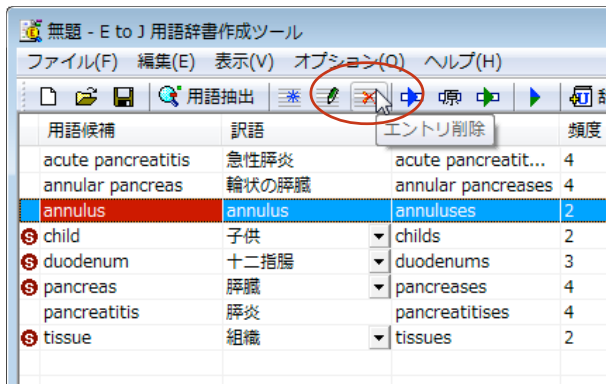 無題 - E to J 用語辞書作成ツール
ファイル(F) 編集(E) 表示(V) オプション(O) ヘルプ(H)
用語抽出 原 辞
用語候補 訳語 エントリ削除 頻度
acute pancreatitis 急性膵炎 acute pancreatit... 4
annular pancreas 輪状の膵臓 annular pancreases 4
annulus annulus annuluses 2
S child 子供 childs 2
S duodenum 十二指腸 duodenums 3
S pancreas 膵臓 pancreases 4
pancreatitis 膵炎 pancreatitises 4
S tissue 組織 tissues 2